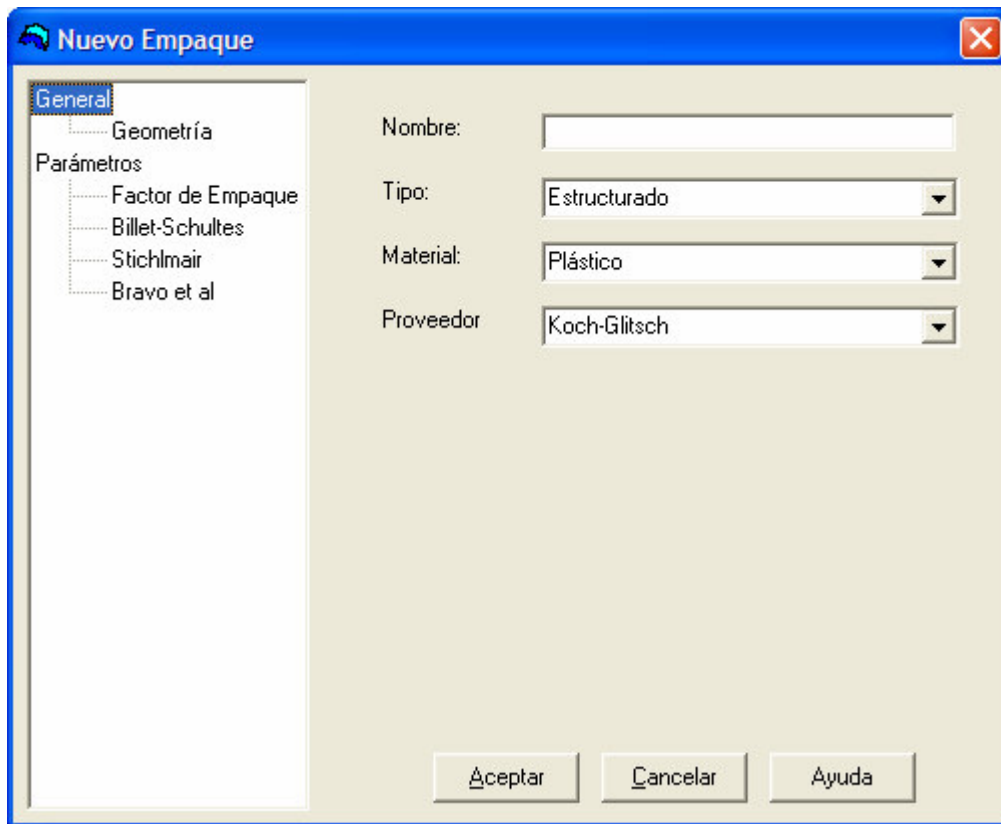 Nuevo Empaque
General
Geometría
Parámetros
Factor de Empaque
Billet-Schultes
Stichlmair
Bravo et al
Nombre:
Tipo: Estructurado
Material: Plástico
Proveedor Koch-Glitsch
Aceptar Cancelar Ayuda